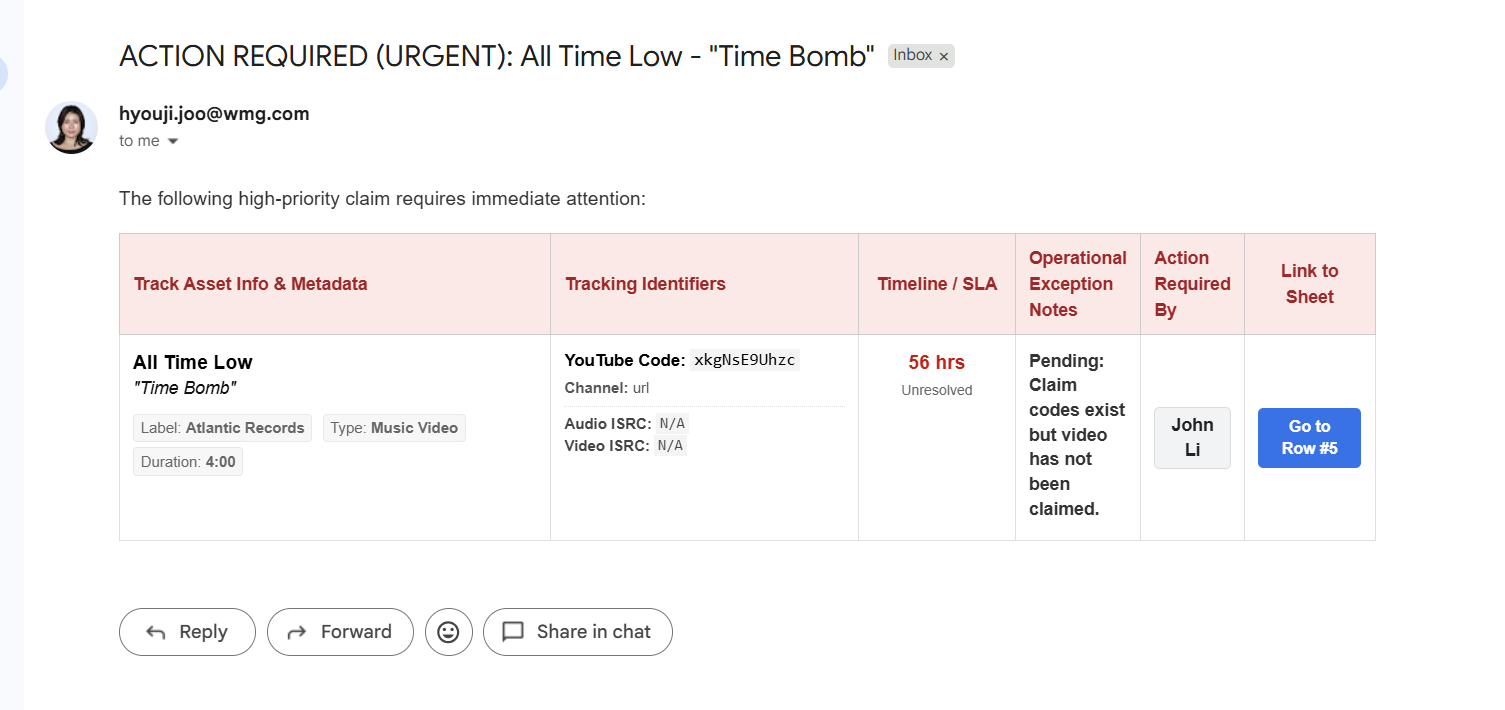 ACTION REQUIRED (URGENT): All Time Low - "Time Bomb" Inbox ×
hyouji.joo@wmg.com
to me
The following high-priority claim requires immediate attention:
Track Asset Info & Metadata
Tracking Identifiers
Timeline / SLA
Operational
Exception
Notes
Action
Required
By
Link to
Sheet
All Time Low
"Time Bomb"
Label: Atlantic Records
Type: Music Video
Duration: 4:00
YouTube Code: xkgNsE9Uhzc
Channel: url
Audio ISRC: N/A
Video ISRC: N/A
56 hrs
Unresolved
Pending:
Claim
codes exist
but video
has not
been
claimed.
John
Li
Go to
Row #5
Reply
Forward
Share in chat